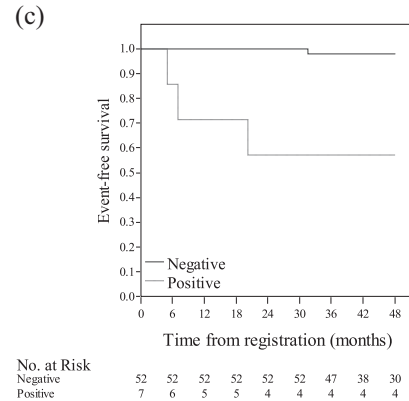 (c)
Event-free survival
1.0
0.9
0.8
0.7
0.6
0.5
0.4
0.3
0.2
0.1
0.0
Negative
Positive
0 6 12 18 24 30 36 42 48
Time from registration (months)
No. at Risk
Negative 52 52 52 52 52 52 47 38 30
Positive 7 6 5 5 4 4 4 4 4